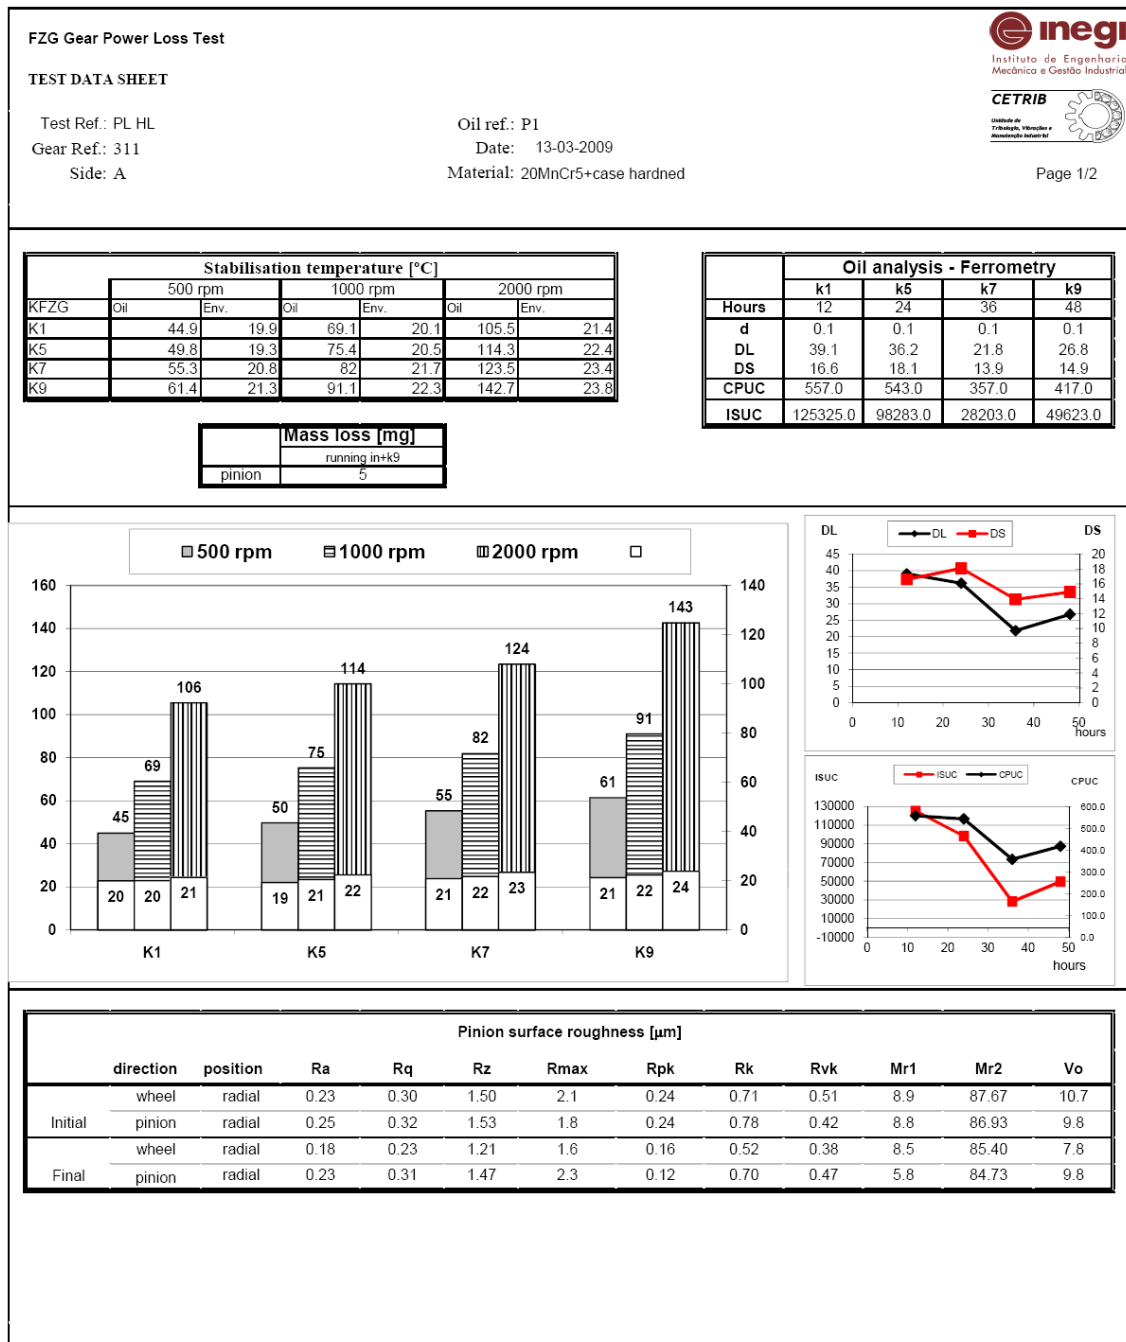 FZG Gear Power Loss Test
inegi
Instituto de Engenharia
Mecânica e Gestão Industrial
TEST DATA SHEET
CETRIB
Unidade de
Tribologia, Vibrações e
Manutenção Industrial
Test Ref.: PL HL
Oil ref.: P1
Gear Ref.: 311
Date: 13-03-2009
Side: A
Material: 20MnCr5+case hardned
Page 1/2
Stabilisation temperature [°C]
500 rpm 1000 rpm 2000 rpm
KFZG Oil Env. Oil Env. Oil Env.
K1 44.9 19.9 69.1 20.1 105.5 21.4
K5 49.8 19.3 75.4 20.5 114.3 22.4
K7 55.3 20.8 82 21.7 123.5 23.4
K9 61.4 21.3 91.1 22.3 142.7 23.8
Oil analysis - Ferrometry
k1 k5 k7 k9
Hours 12 24 36 48
d 0.1 0.1 0.1 0.1
DL 39.1 36.2 21.8 26.8
DS 16.6 18.1 13.9 14.9
CPUC 557.0 543.0 357.0 417.0
ISUC 125325.0 98283.0 28203.0 49623.0
Mass loss [mg]
running in+k9
pinion 5
500 rpm 1000 rpm 2000 rpm
160 140
140 143
120 124 120
114
100 106 100
91
80 82 80
75
69
60 61 60
55
50
45
40 40
20 20 20 21 19 21 22 21 22 23 21 22 24 20
0 0
K1 K5 K7 K9
DL DL DS DS
45 20
40 18
35 16
30 14
25 12
20 10
15 8
10 6
5 4
0 2
0
0 10 20 30 40 50
hours
ISUC ISUC CPUC CPUC
130000 600.0
110000 500.0
90000 400.0
70000 300.0
50000 200.0
30000 100.0
10000 0.0
-10000
0 10 20 30 40 50
hours
Pinion surface roughness [µm]
direction position Ra Rq Rz Rmax Rpk Rk Rvk Mr1 Mr2 Vo
wheel radial 0.23 0.30 1.50 2.1 0.24 0.71 0.51 8.9 87.67 10.7
Initial pinion radial 0.25 0.32 1.53 1.8 0.24 0.78 0.42 8.8 86.93 9.8
wheel radial 0.18 0.23 1.21 1.6 0.16 0.52 0.38 8.5 85.40 7.8
Final pinion radial 0.23 0.31 1.47 2.3 0.12 0.70 0.47 5.8 84.73 9.8